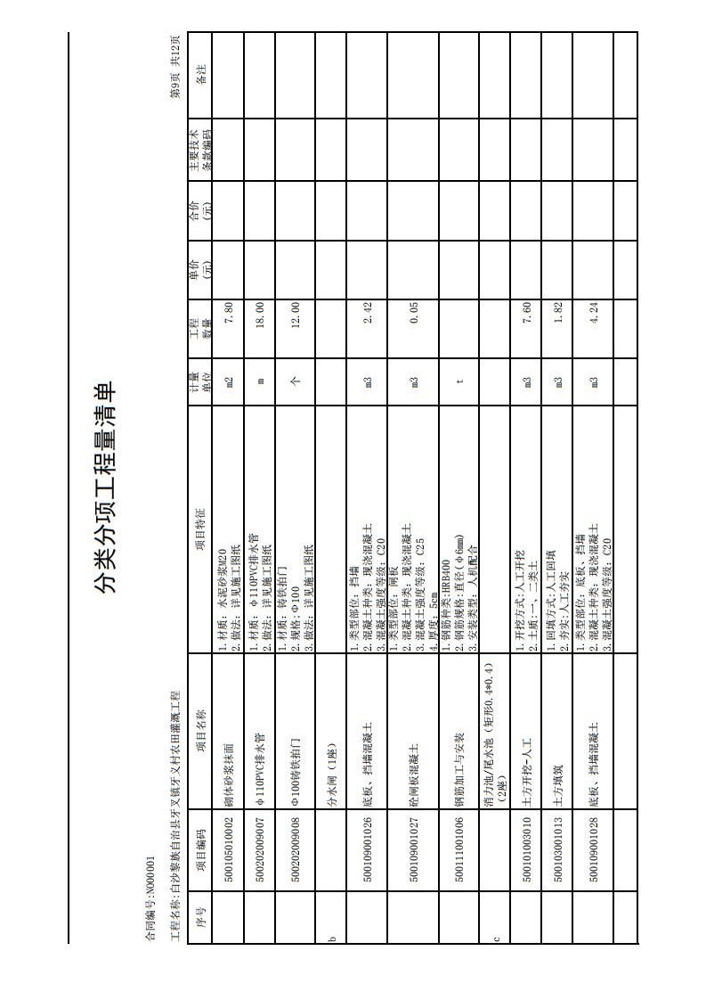 分类分项工程量清单
合同编号:NO00001
工程名称:白沙黎族自治县牙叉镇牙义村农田灌溉工程 第9页 共12页
序号 项目编码 项目名称 项目特征 计量单位 工程数量 单价(元) 合价(元) 主要技术条款编码 备注
500105010002 砌体砂浆抹面 1.材质：水泥砂浆M20
2.做法：详见施工图纸 m2 7.80
500202009007 φ110PVC排水管 1.材质：φ110PVC排水管
2.做法：详见施工图纸 m 18.00
500202009008 Φ100铸铁拍门 1.材质：铸铁拍门
2.规格:Φ100
3.做法：详见施工图纸 个 12.00
b 分水闸（1座）
500109001026 底板、挡墙混凝土 1.类型部位：挡墙
2.混凝土种类：现浇混凝土
3.混凝土强度等级：C20 m3 2.42
500109001027 砼闸板混凝土 1.类型部位：闸板
2.混凝土种类：现浇混凝土
3.混凝土强度等级：C25
4.厚度：5cm m3 0.05
500111001006 钢筋加工与安装 1.钢筋种类:HRB400
2.钢筋规格:直径(φ6mm)
3.安装类型：人机配合 t
c 消力池/尾水池（矩形0.4*0.4）
（2座）
500101003010 土方开挖-人工 1.开挖方式:人工开挖
2.土质:一、二类土 m3 7.60
500103001013 土方填筑 1.回填方式:人工回填
2.夯实:人工夯实 m3 1.82
500109001028 底板、挡墙混凝土 1.类型部位：底板、挡墙
2.混凝土种类：现浇混凝土
3.混凝土强度等级：C20 m3 4.24